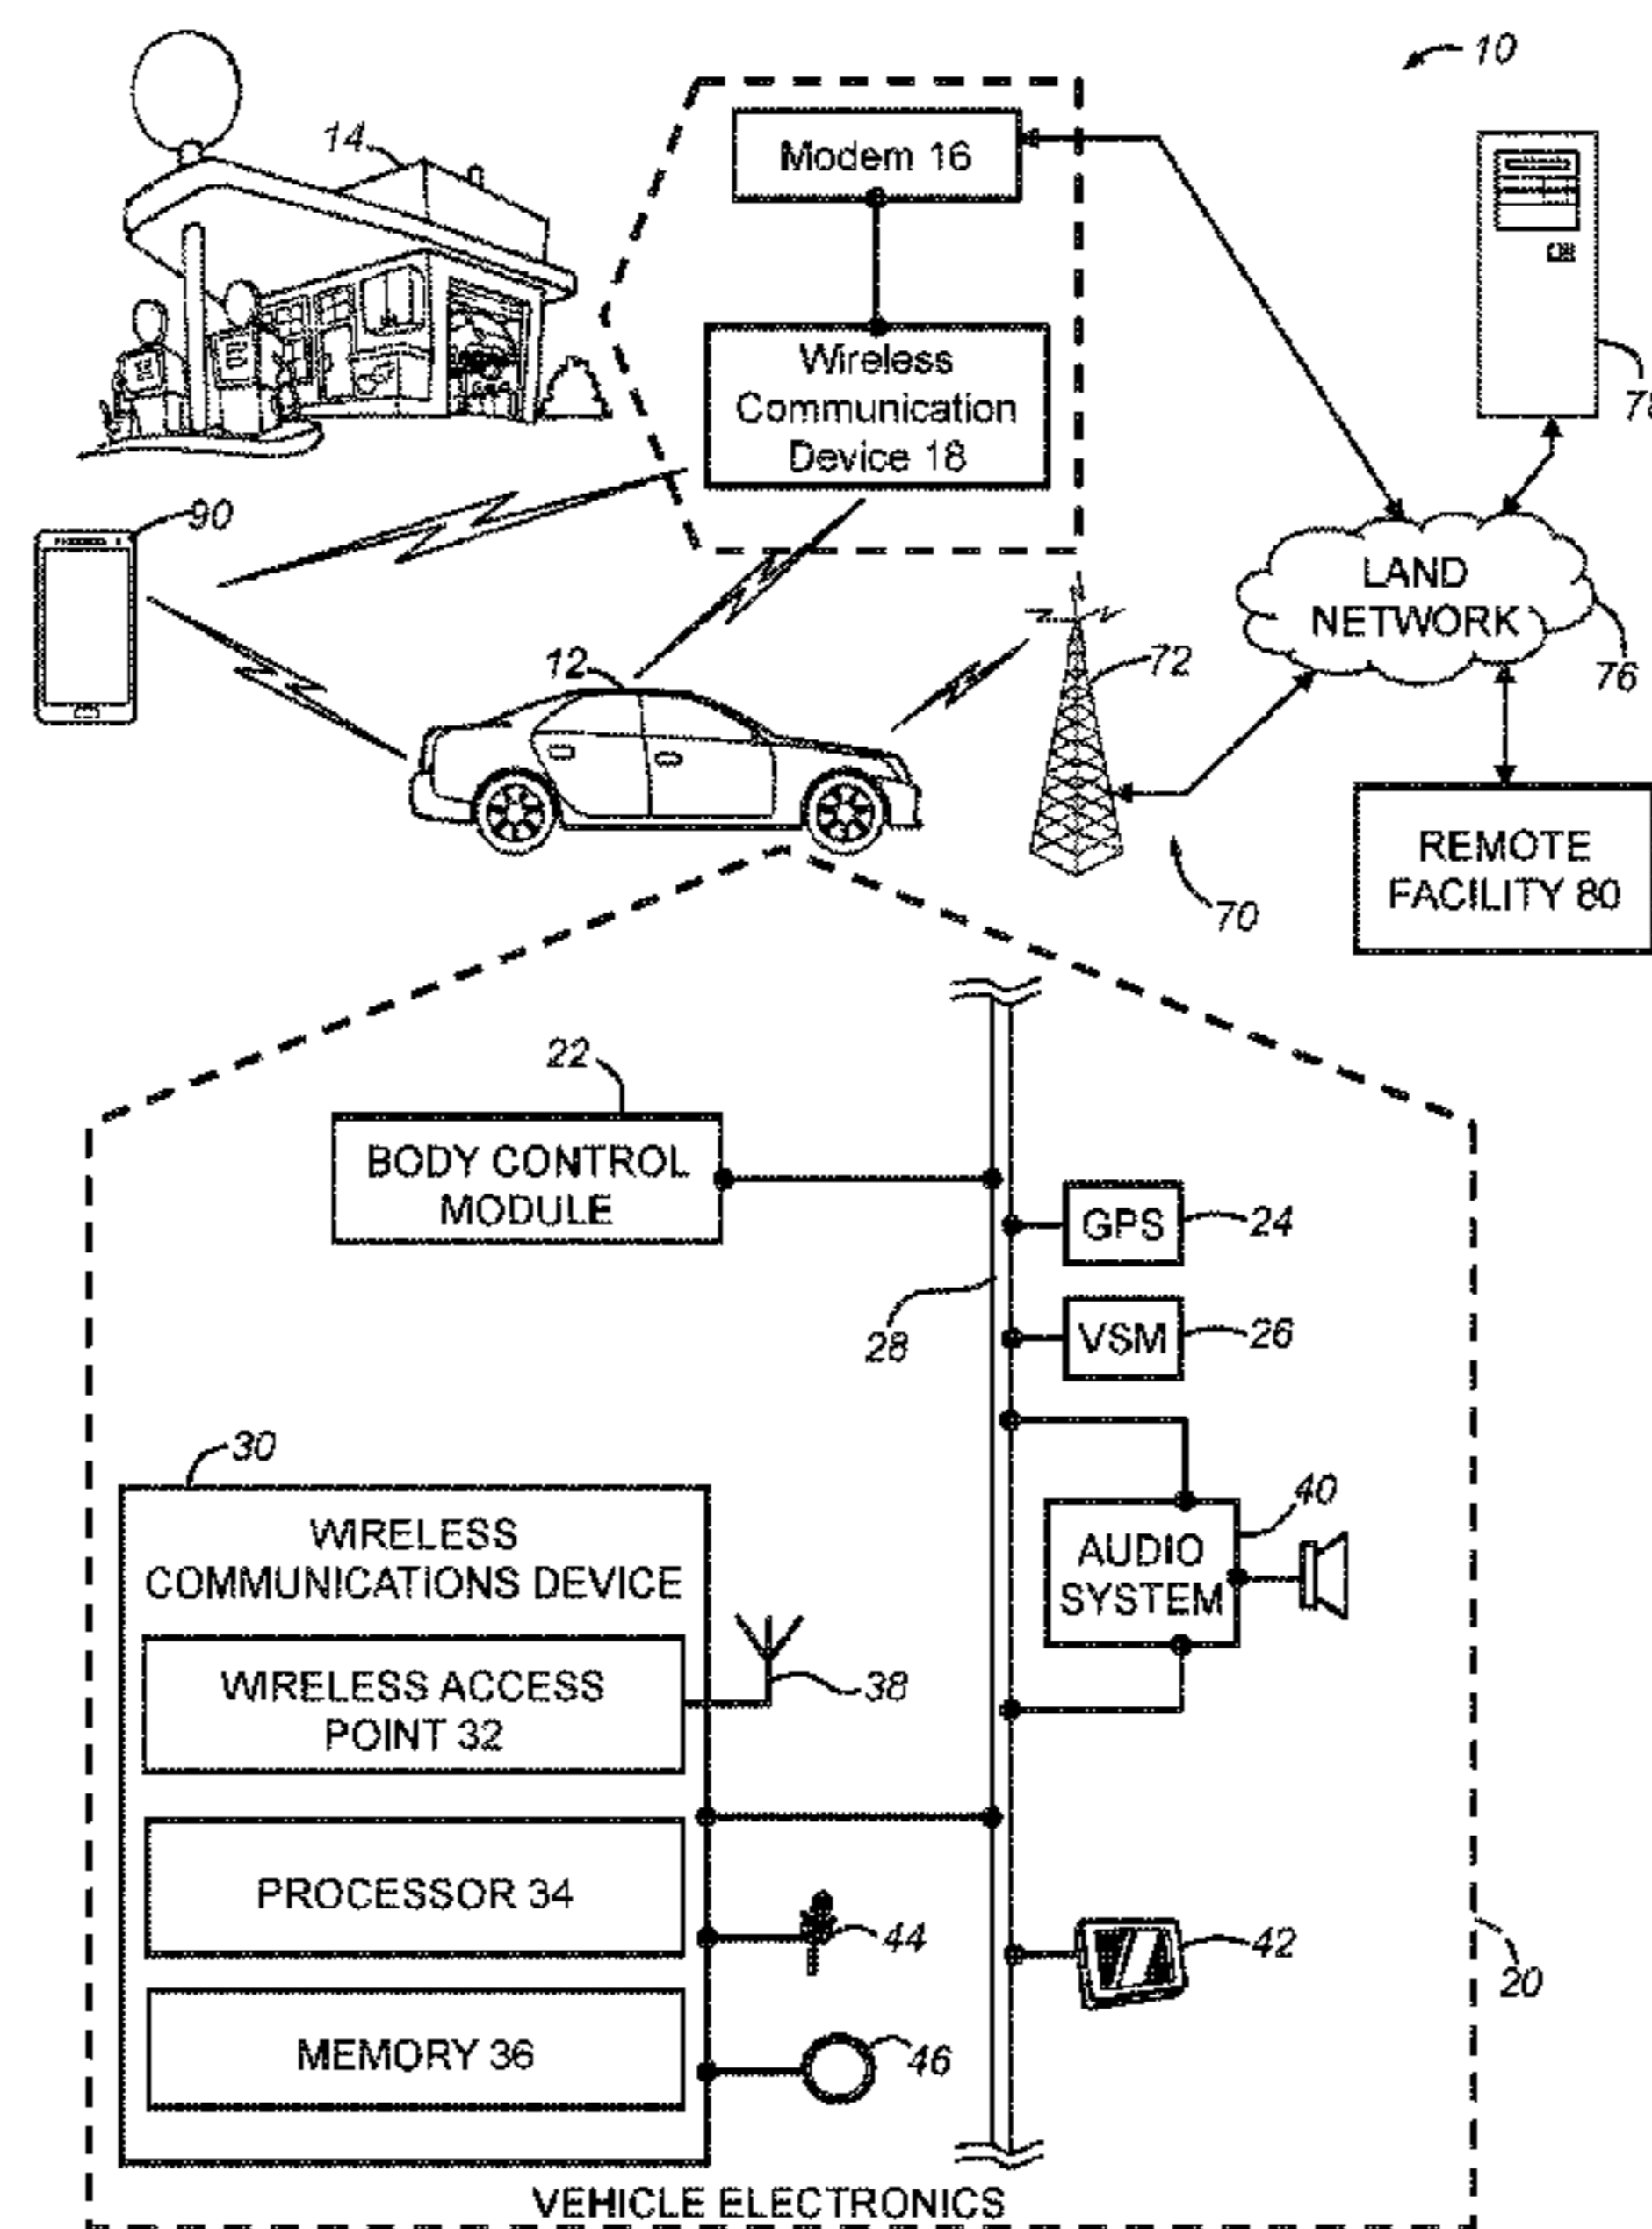 10
14
Modem 16
Wireless
Communication
Device 18
90
LAND
NETWORK
76
12
72
REMOTE
FACILITY 80
70
22
BODY CONTROL
MODULE
GPS
24
28
VSM
26
30
WIRELESS
COMMUNICATIONS DEVICE
40
AUDIO
SYSTEM
WIRELESS ACCESS
POINT 32
38
PROCESSOR 34
44
42
20
MEMORY 36
46
VEHICLE ELECTRONICS